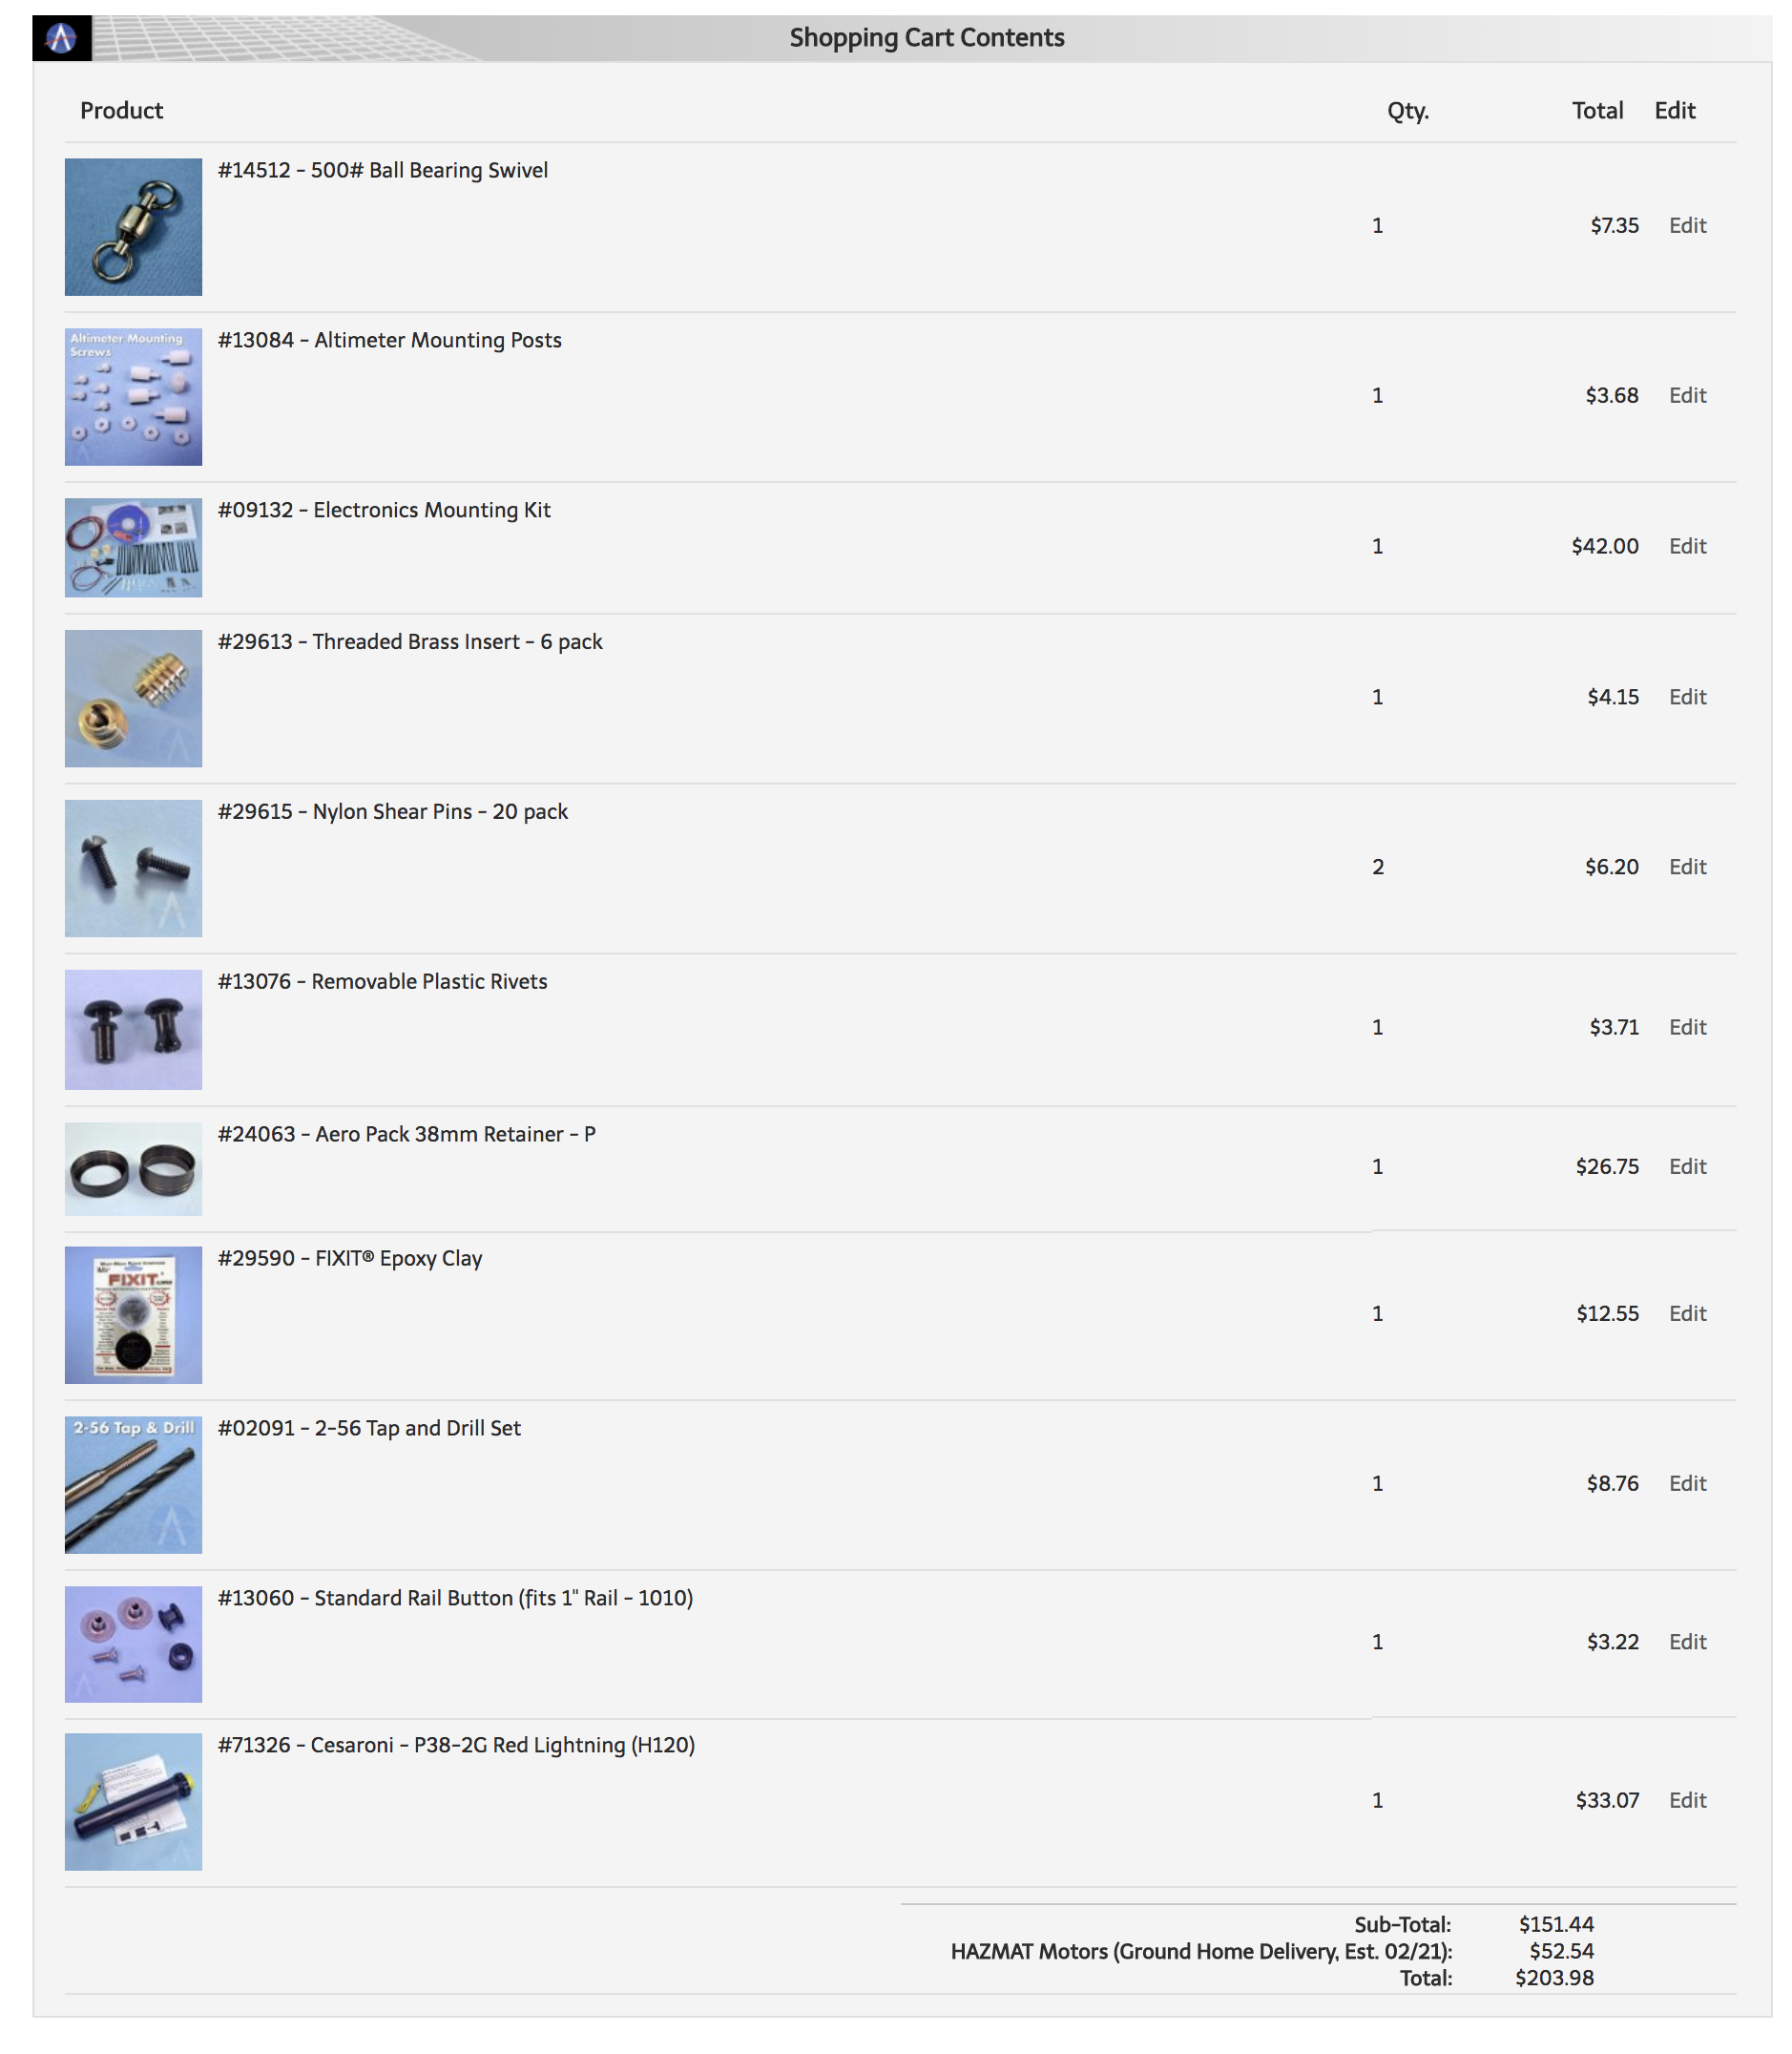 Shopping Cart Contents
Product Qty. Total Edit
#14512 - 500# Ball Bearing Swivel
1 $7.35 Edit
Altimeter Mounting
Screws
#13084 - Altimeter Mounting Posts
1 $3.68 Edit
#09132 - Electronics Mounting Kit
1 $42.00 Edit
#29613 - Threaded Brass Insert - 6 pack
1 $4.15 Edit
#29615 - Nylon Shear Pins - 20 pack
2 $6.20 Edit
#13076 - Removable Plastic Rivets
1 $3.71 Edit
#24063 - Aero Pack 38mm Retainer - P
1 $26.75 Edit
#29590 - FIXIT® Epoxy Clay
FIXIT
1 $12.55 Edit
2-56 Tap & Drill
#02091 - 2-56 Tap and Drill Set
1 $8.76 Edit
#13060 - Standard Rail Button (fits 1" Rail - 1010)
1 $3.22 Edit
#71326 - Cesaroni - P38-2G Red Lightning (H120)
1 $33.07 Edit
Sub-Total: $151.44
HAZMAT Motors (Ground Home Delivery, Est. 02/21): $52.54
Total: $203.98